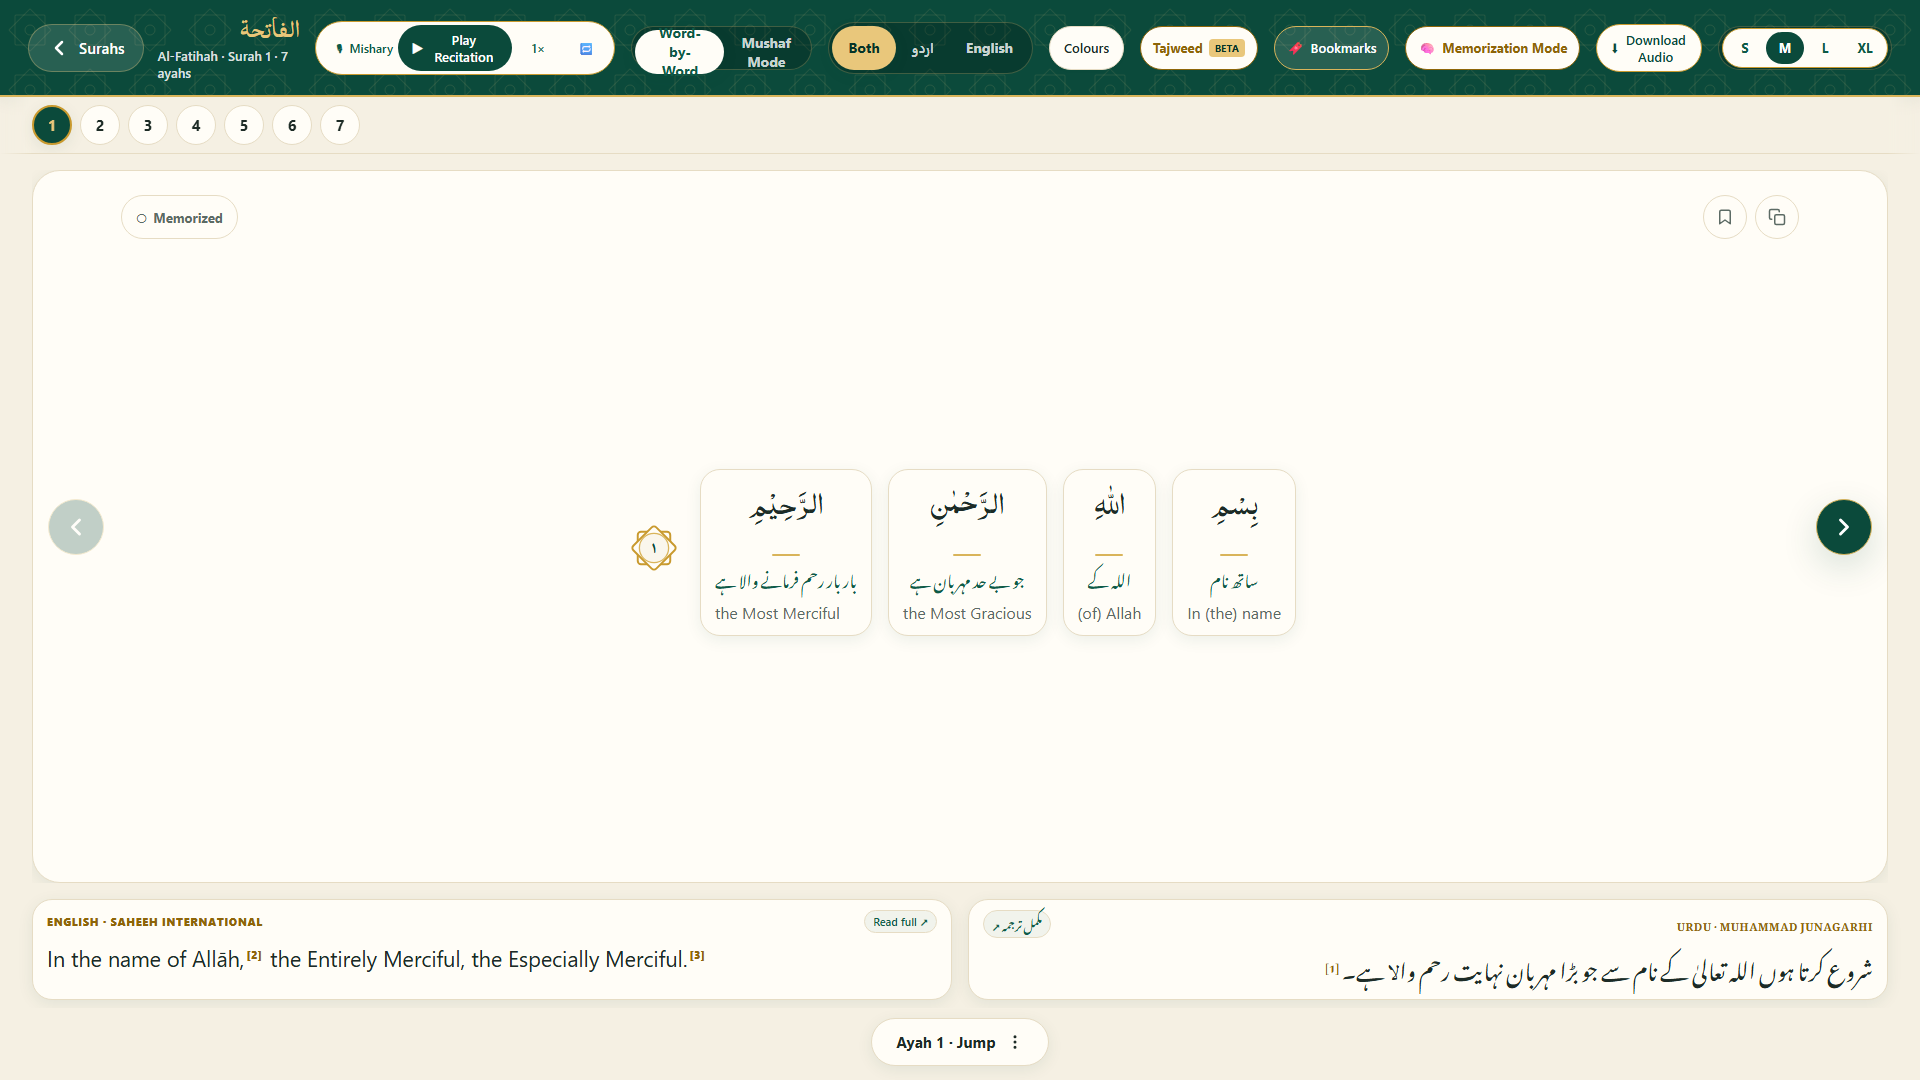 Surahs
الفاتحة
Al-Fatihah · Surah 1 · 7
ayahs
Mishary
Play
Recitation
1×
Word-
by-
Word
Mushaf
Mode
Both
اردو
English
Colours
Tajweed BETA
Bookmarks
Memorization Mode
Download
Audio
S M L XL
1 2 3 4 5 6 7
Memorized
بِسْمِ اللّٰهِ الرَّحْمٰنِ الرَّحِيْمِ ١
ساتھ نام
اللہ کے
جو بے حد مہربان ہے
بار بار رحم فرمانے والا ہے
In (the) name
(of) Allah
the Most Gracious
the Most Merciful
ENGLISH · SAHEEH INTERNATIONAL
Read full ↗
In the name of Allāh,[2] the Entirely Merciful, the Especially Merciful.[3]
URDU · MUHAMMAD JUNAGARHI
مکمل ترجمہ ↗
شروع کرتا ہوں اللہ تعالیٰ کے نام سے جو بڑا مہربان نہایت رحم والا ہے۔[1]
Ayah 1 · Jump